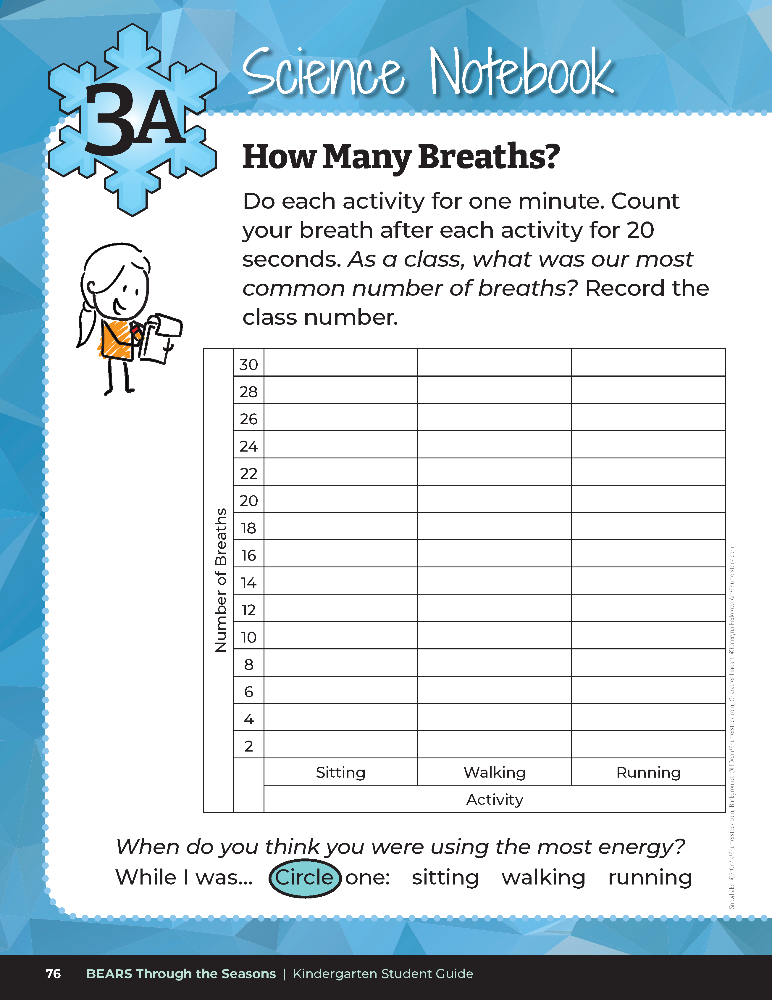 3A
Science Notebook
How Many Breaths?
Do each activity for one minute. Count
your breath after each activity for 20
seconds. As a class, what was our most
common number of breaths? Record the
class number.
Number of Breaths
30
28
26
24
22
20
18
16
14
12
10
8
6
4
2
Sitting Walking Running
Activity
When do you think you were using the most energy?
While I was... Circle one: sitting walking running
Snowflake: ©3t0n4k/Shutterstock.com; Background: ©LTDean/Shutterstock.com; Character Lineart: @Kateryna Fedorova Art/Shutterstock.com
76 BEARS Through the Seasons | Kindergarten Student Guide